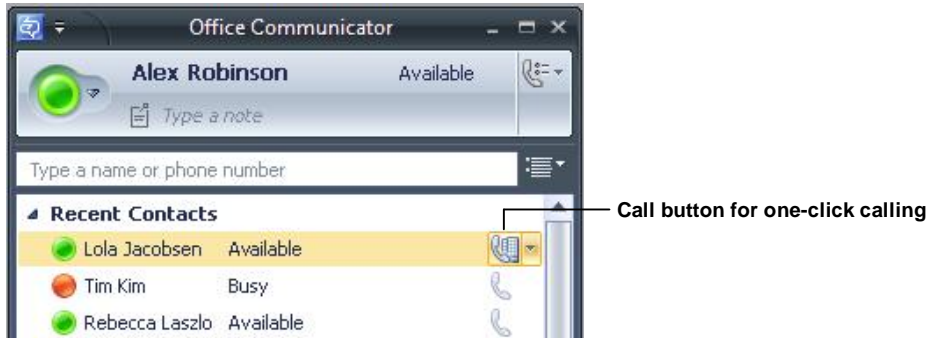 Office Communicator
Alex Robinson Available
Type a note
Type a name or phone number
Recent Contacts
Call button for one-click calling
Lola Jacobsen Available
Tim Kim Busy
Rebecca Laszlo Available